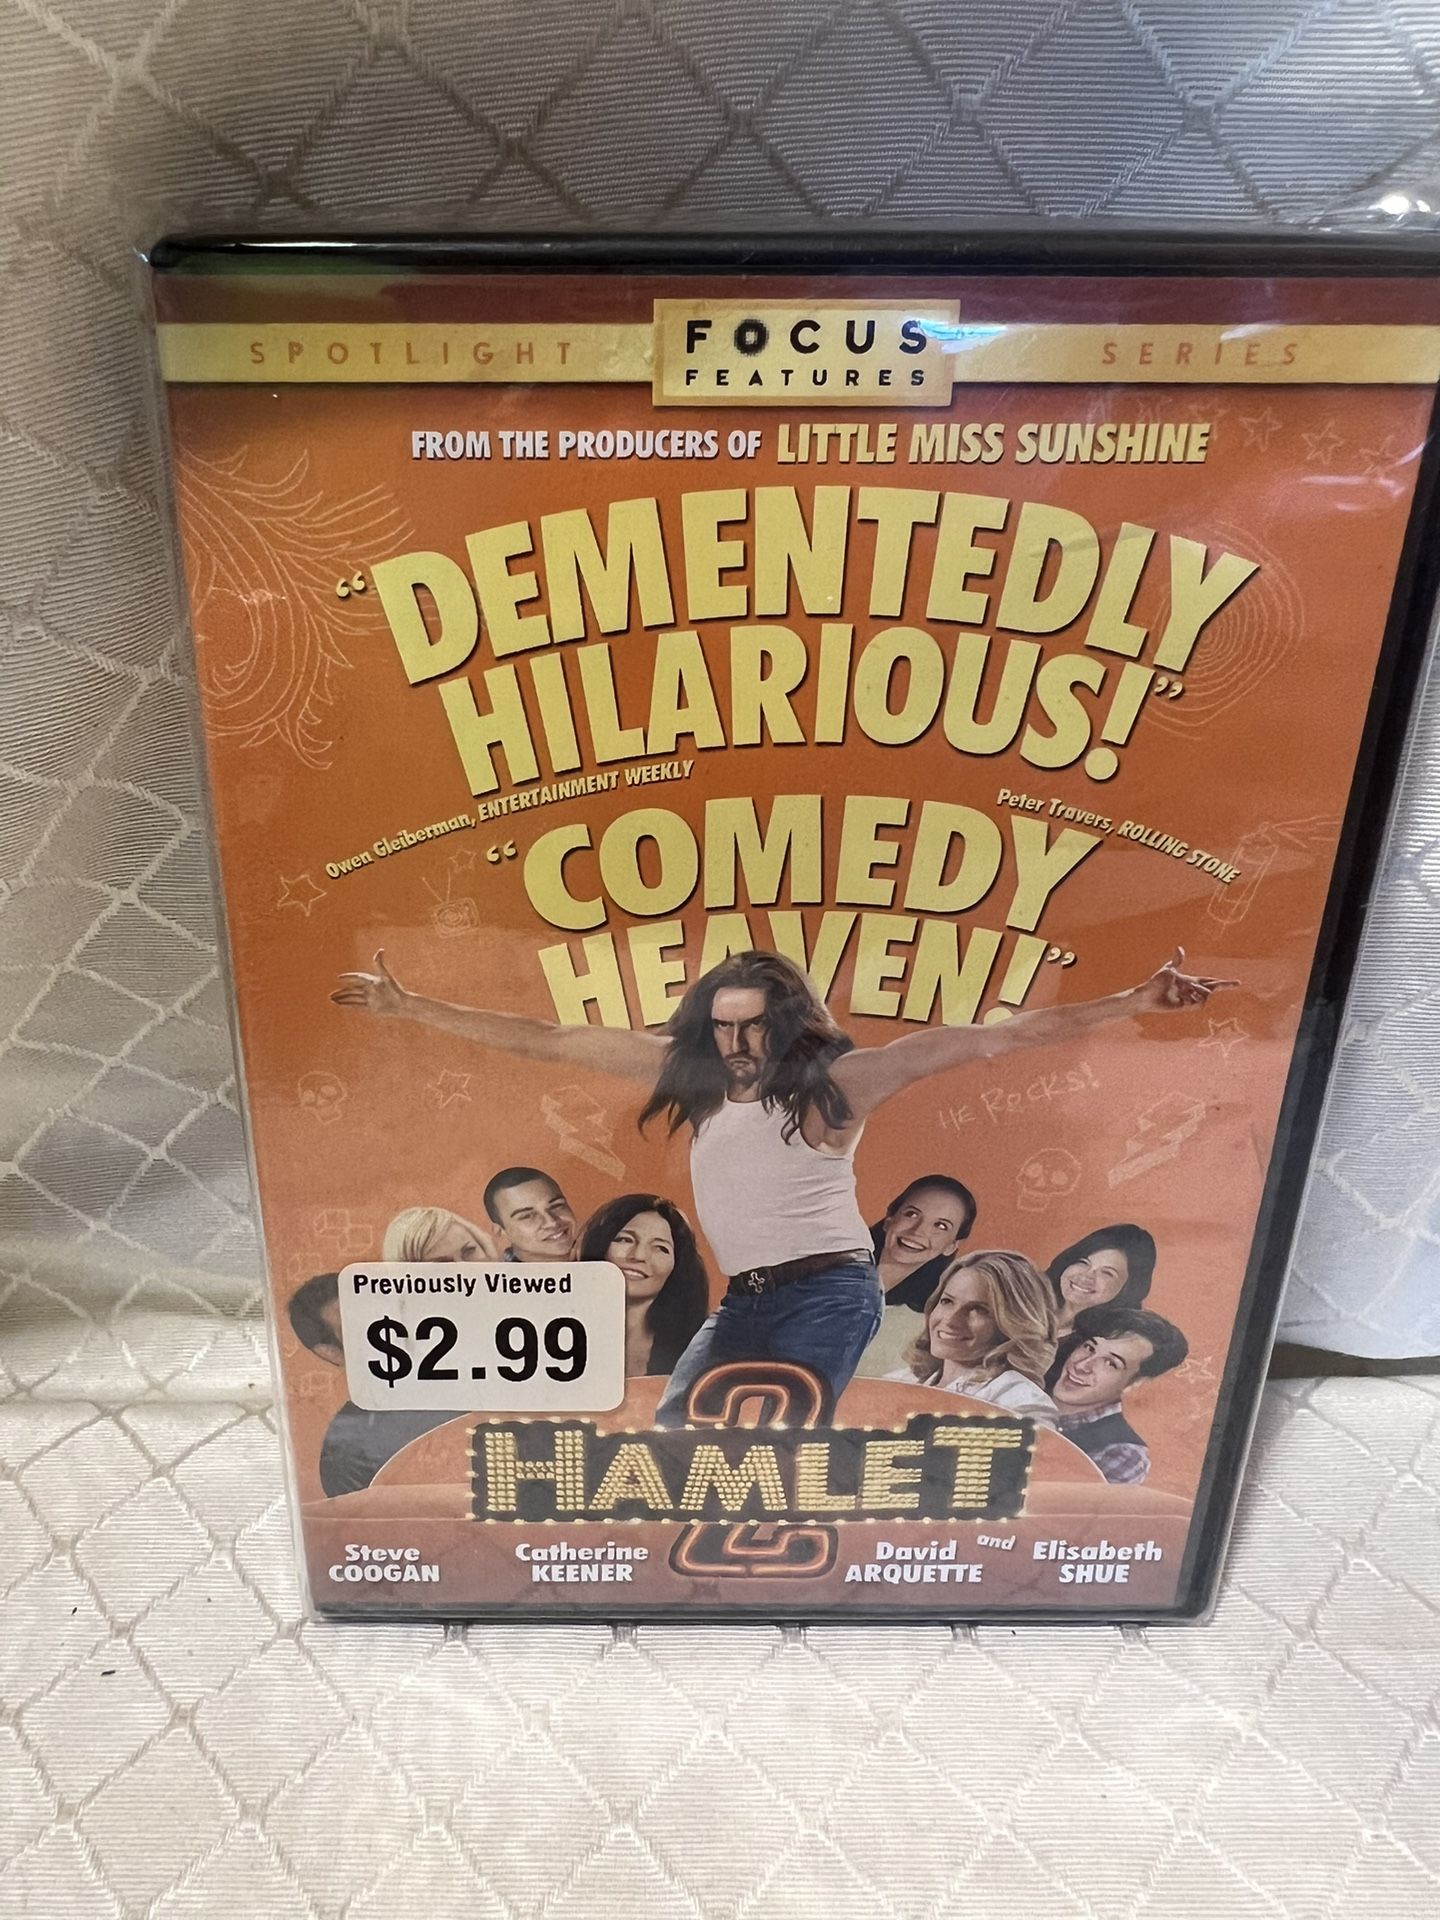 SPOTLIGHT FOCUS SERIES
FEATURES
FROM THE PRODUCERS OF LITTLE MISS SUNSHINE
"DEMENTEDLY
HILARIOUS!"
Owen Gleiberman, ENTERTAINMENT WEEKLY
"COMEDY
HEAVEN!"
Peter Travers, ROLLING STONE
HE ROCKS!
Previously Viewed
$2.99
HAMLET
2
Steve
COOGAN
Catherine
KEENER
David
ARQUETTE
and
Elisabeth
SHUE